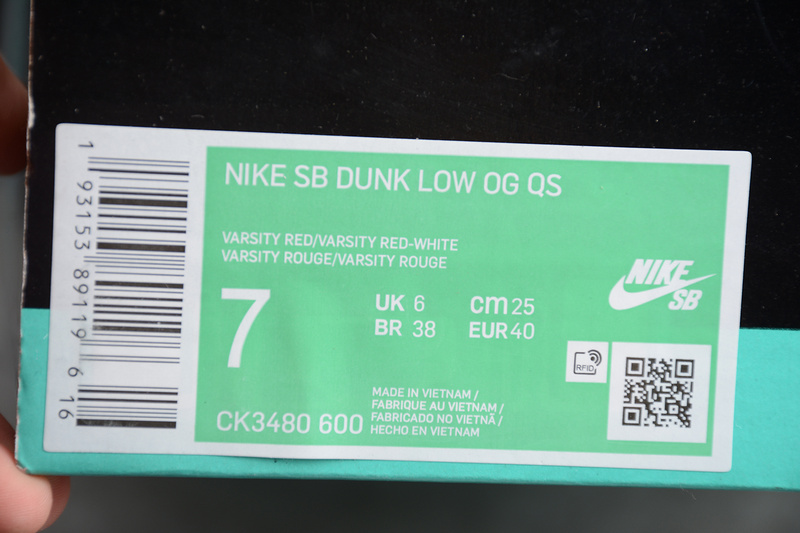 NIKE SB DUNK LOW OG QS
VARSITY RED/VARSITY RED-WHITE
VARSITY ROUGE/VARSITY ROUGE
7
UK 6
cm 25
BR 38
EUR 40
NIKE
SB
RFID
CK3480 600
MADE IN VIETNAM /
FABRIQUE AU VIETNAM /
FABRICADO NO VIETNÃ /
HECHO EN VIETNAM
1 93153 89119 6 16